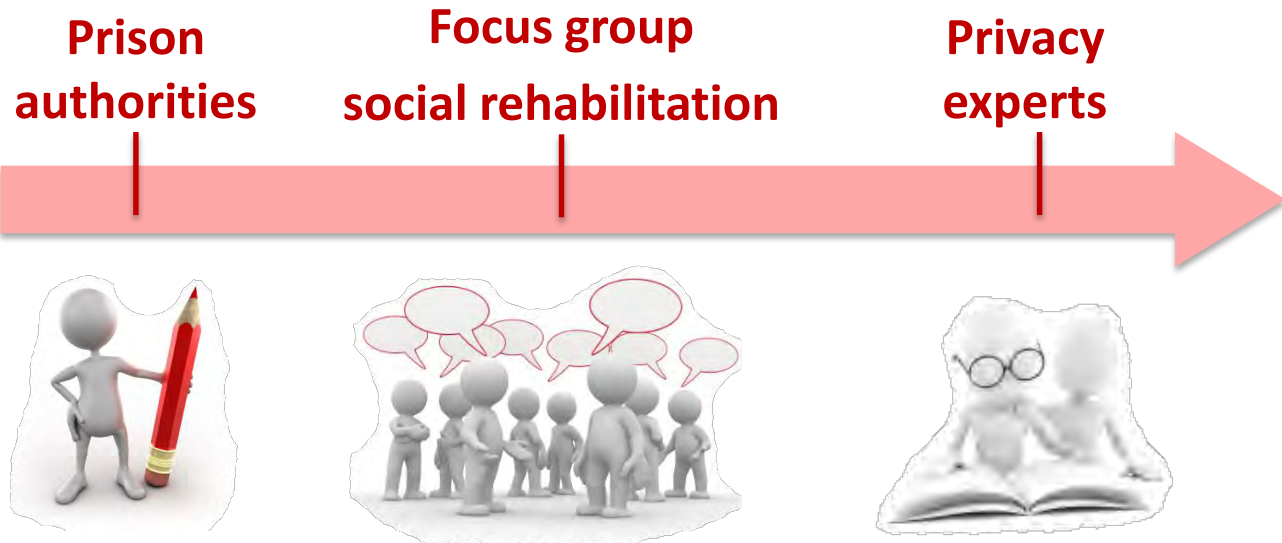 Prison
authorities
Focus group
social rehabilitation
Privacy
experts